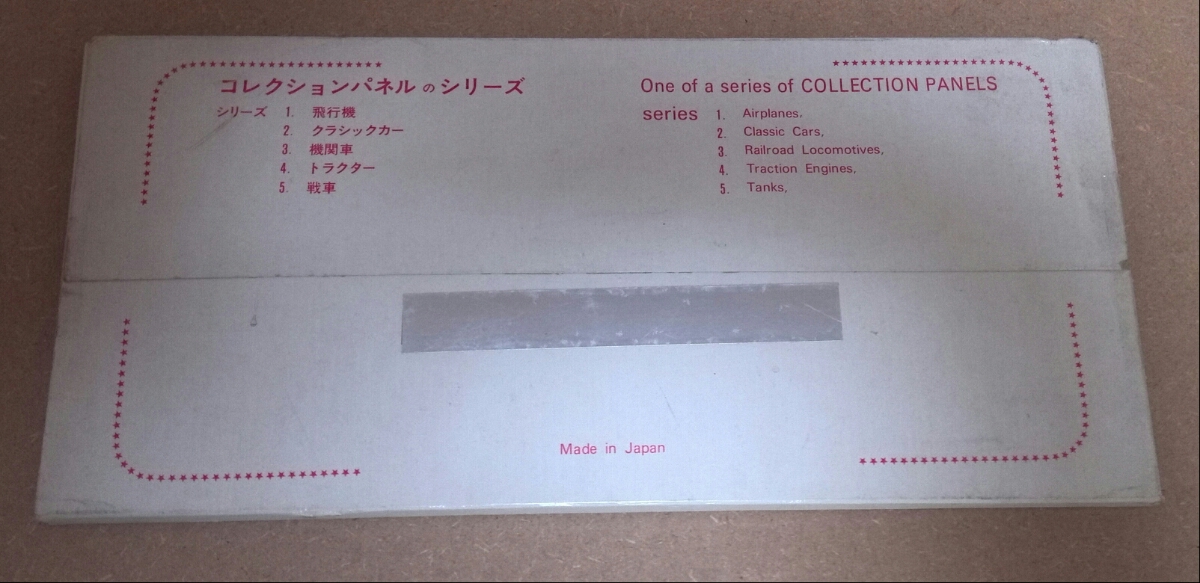 コレクションパネルのシリーズ
シリーズ 1. 飛行機
2. クラシックカー
3. 機関車
4. トラクター
5. 戦車
One of a series of COLLECTION PANELS
series 1. Airplanes,
2. Classic Cars,
3. Railroad Locomotives,
4. Traction Engines,
5. Tanks,
Made in Japan